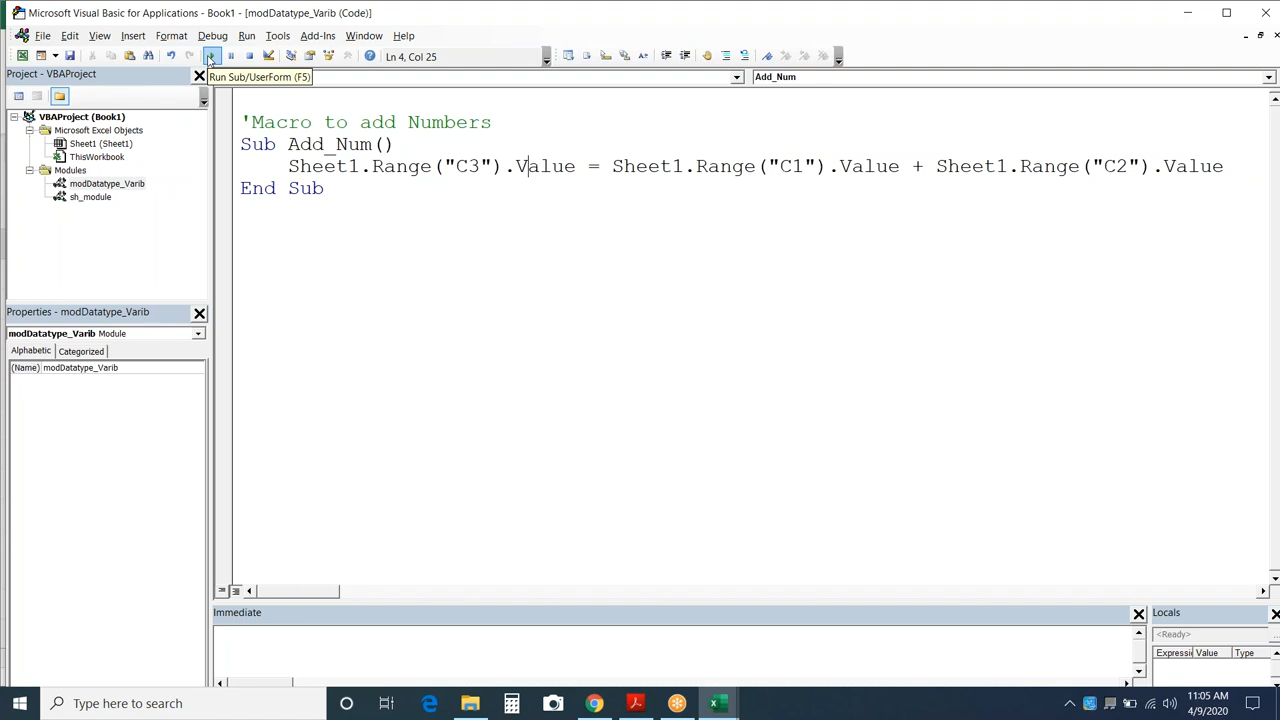 Microsoft Visual Basic for Applications - Book1 - [modDatatype_Varib (Code)]
File Edit View Insert Format Debug Run Tools Add-Ins Window Help
Ln 4, Col 25
Project - VBAProject
Run Sub/UserForm (F5)
Add_Num
VBAProject (Book1)
Microsoft Excel Objects
Sheet1 (Sheet1)
ThisWorkbook
Modules
modDatatype_Varib
sh_module
'Macro to add Numbers
Sub Add_Num()
Sheet1.Range("C3").Value = Sheet1.Range("C1").Value + Sheet1.Range("C2").Value
End Sub
Properties - modDatatype_Varib
modDatatype_Varib Module
Alphabetic Categorized
(Name) modDatatype_Varib
Immediate
Locals
<Ready>
Expressi Value Type
Type here to search
11:05 AM
4/9/2020